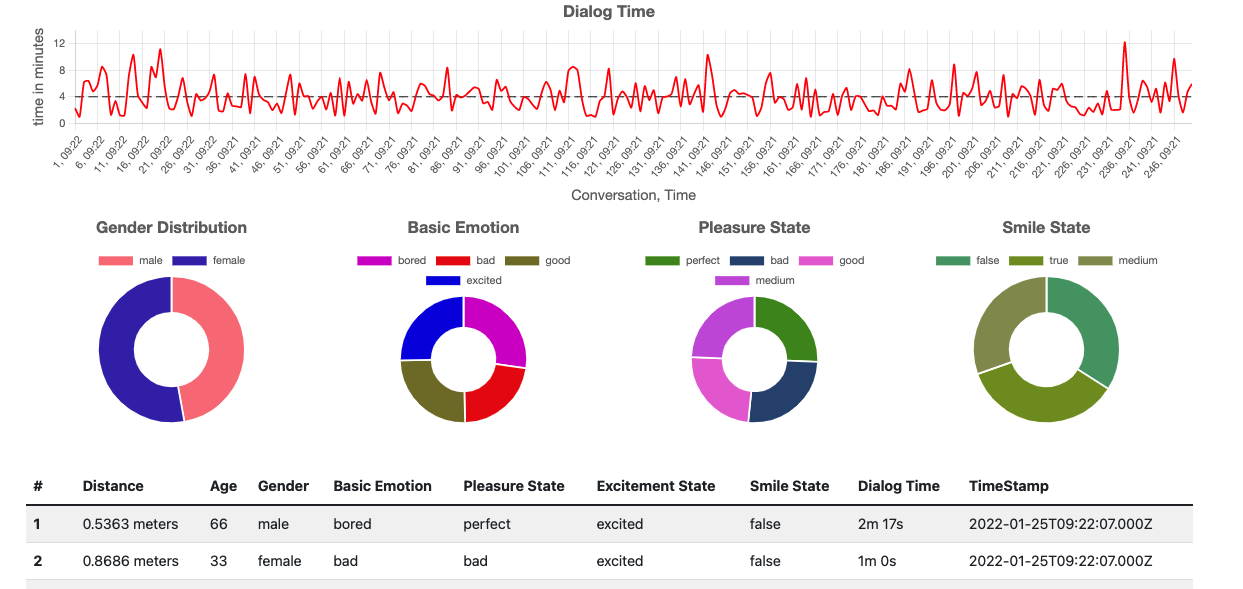 Dialog Time
time in minutes
12
8
4
0
1, 09:22 6, 09:22 11, 09:22 16, 09:22 21, 09:22 26, 09:22 31, 09:22 36, 09:21 41, 09:21 46, 09:21 51, 09:21 56, 09:21 61, 09:21 66, 09:21 71, 09:21 76, 09:21 81, 09:21 86, 09:21 91, 09:21 96, 09:21 101, 09:21 106, 09:21 111, 09:21 116, 09:21 121, 09:21 126, 09:21 131, 09:21 136, 09:21 141, 09:21 146, 09:21 151, 09:21 156, 09:21 161, 09:21 166, 09:21 171, 09:21 176, 09:21 181, 09:21 186, 09:21 191, 09:21 196, 09:21 201, 09:21 206, 09:21 211, 09:21 216, 09:21 221, 09:21 226, 09:21 231, 09:21 236, 09:21 241, 09:21 246, 09:21
Conversation, Time
Gender Distribution
male female
Basic Emotion
bored bad good
excited
Pleasure State
perfect bad good
medium
Smile State
false true medium
# Distance Age Gender Basic Emotion Pleasure State Excitement State Smile State Dialog Time TimeStamp
1 0.5363 meters 66 male bored perfect excited false 2m 17s 2022-01-25T09:22:07.000Z
2 0.8686 meters 33 female bad bad excited false 1m 0s 2022-01-25T09:22:07.000Z